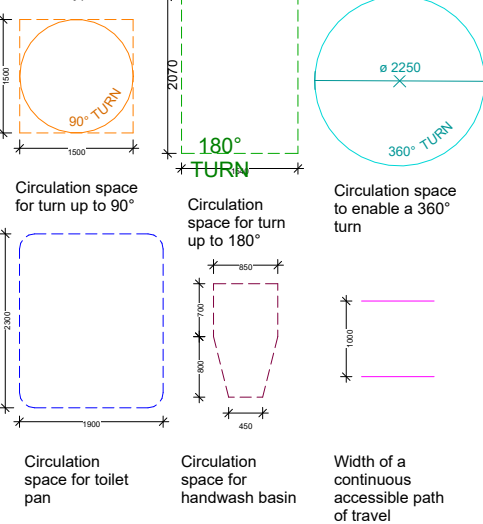 1500
90° TURN
1500
Circulation space
for turn up to 90°
2070
180°
TURN
Circulation
space for turn
up to 180°
ø 2250
360° TURN
Circulation space
to enable a 360°
turn
2300
1900
Circulation
space for toilet
pan
850
700
800
450
Circulation
space for
handwash basin
1000
Width of a
continuous
accessible path
of travel